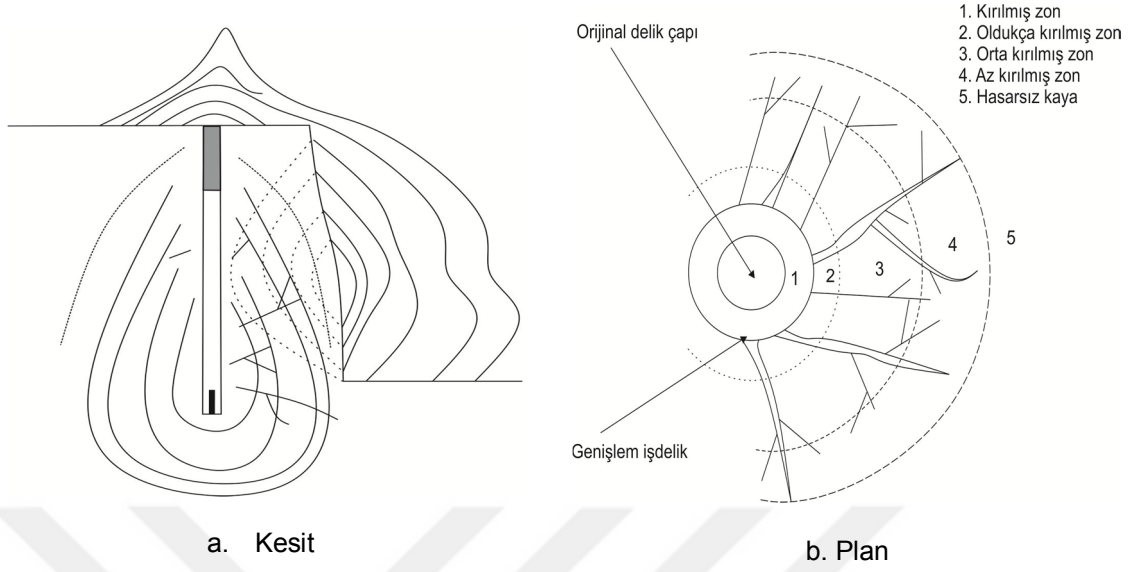 Orijinal delik çapı
1. Kırılmış zon
2. Oldukça kırılmış zon
3. Orta kırılmış zon
4. Az kırılmış zon
5. Hasarsız kaya
1
2
3
4
5
Genişlem işdelik
a. Kesit
b. Plan